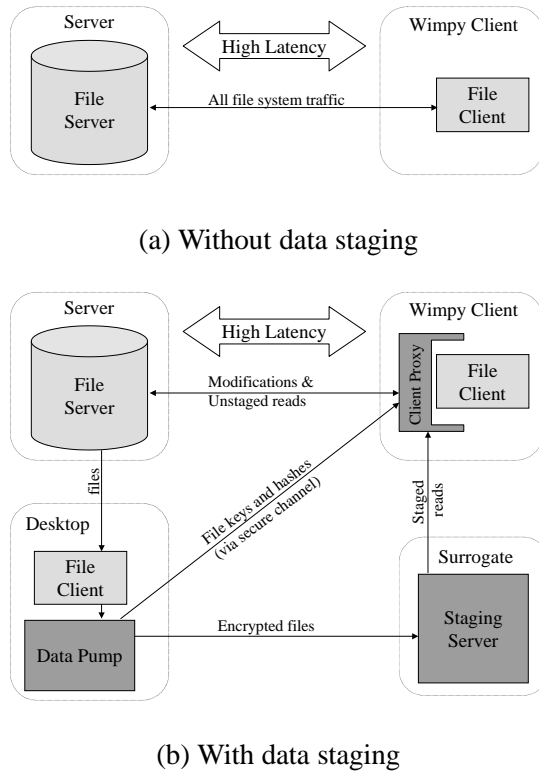 Server
Wimpy Client
High Latency
File
Server
All file system traffic
File
Client
(a) Without data staging
Server
Wimpy Client
High Latency
File
Server
Modifications &
Unstaged reads
Client Proxy
File
Client
files
File keys and hashes
(via secure channel)
Staged
reads
Desktop
Surrogate
File
Client
Data Pump
Encrypted files
Staging
Server
(b) With data staging